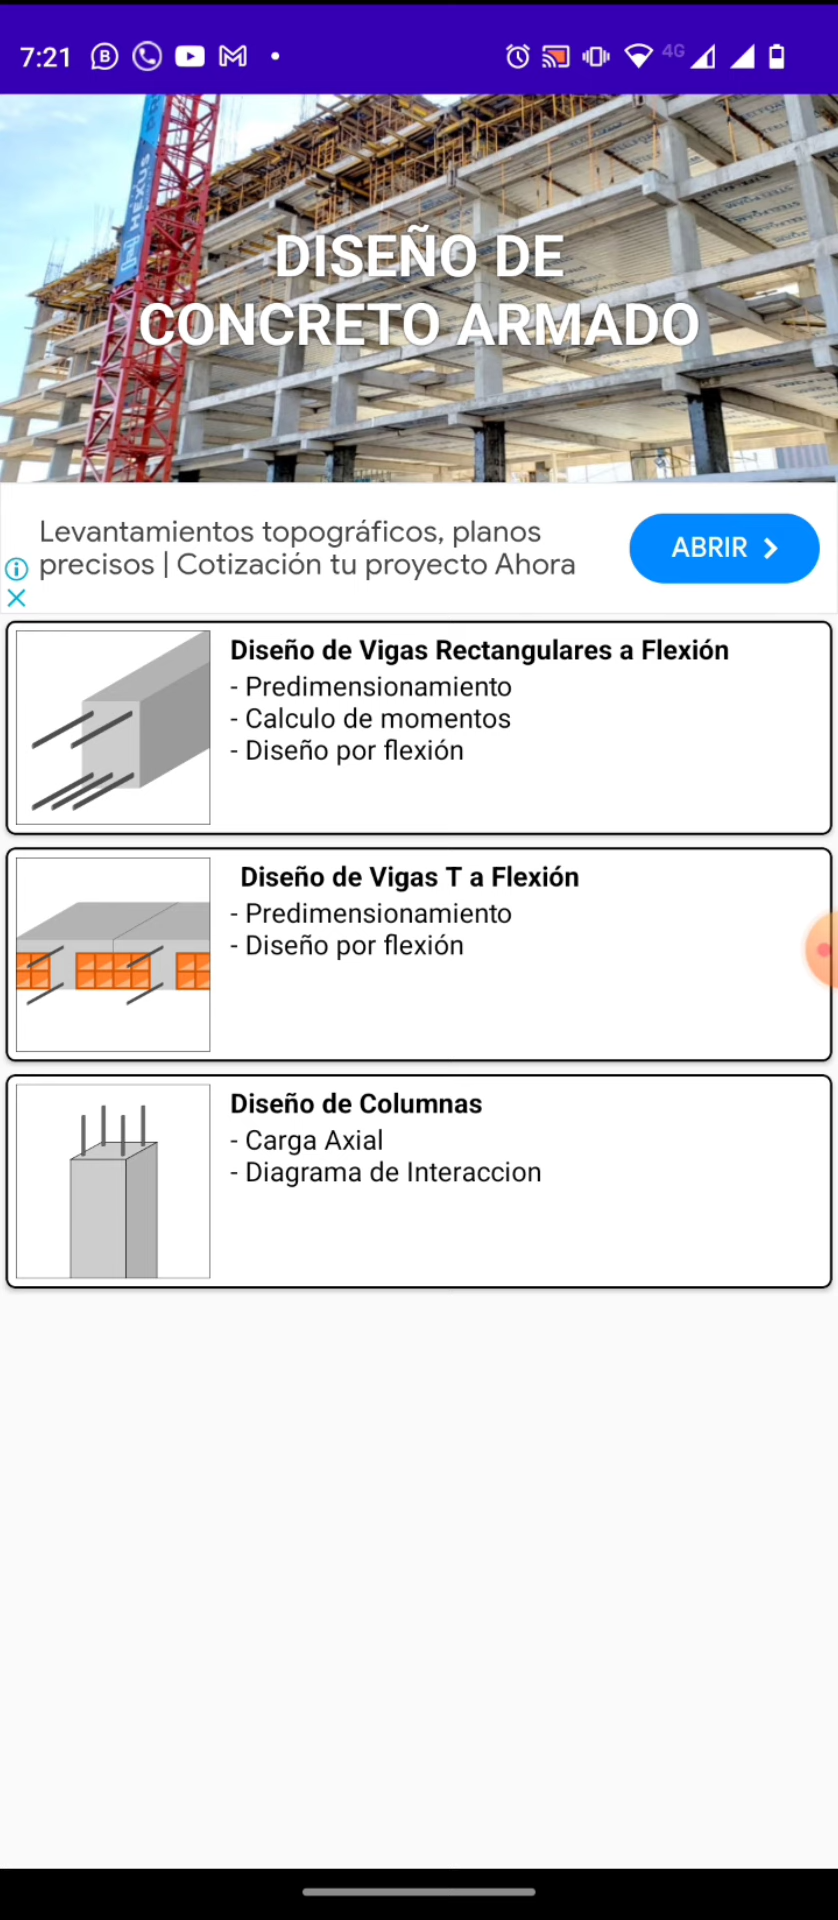 7:21
4G
HÉXUS
DISEÑO DE
CONCRETO ARMADO
Levantamientos topográficos, planos
precisos | Cotización tu proyecto Ahora
ABRIR
Diseño de Vigas Rectangulares a Flexión
- Predimensionamiento
- Calculo de momentos
- Diseño por flexión
Diseño de Vigas T a Flexión
- Predimensionamiento
- Diseño por flexión
Diseño de Columnas
- Carga Axial
- Diagrama de Interaccion